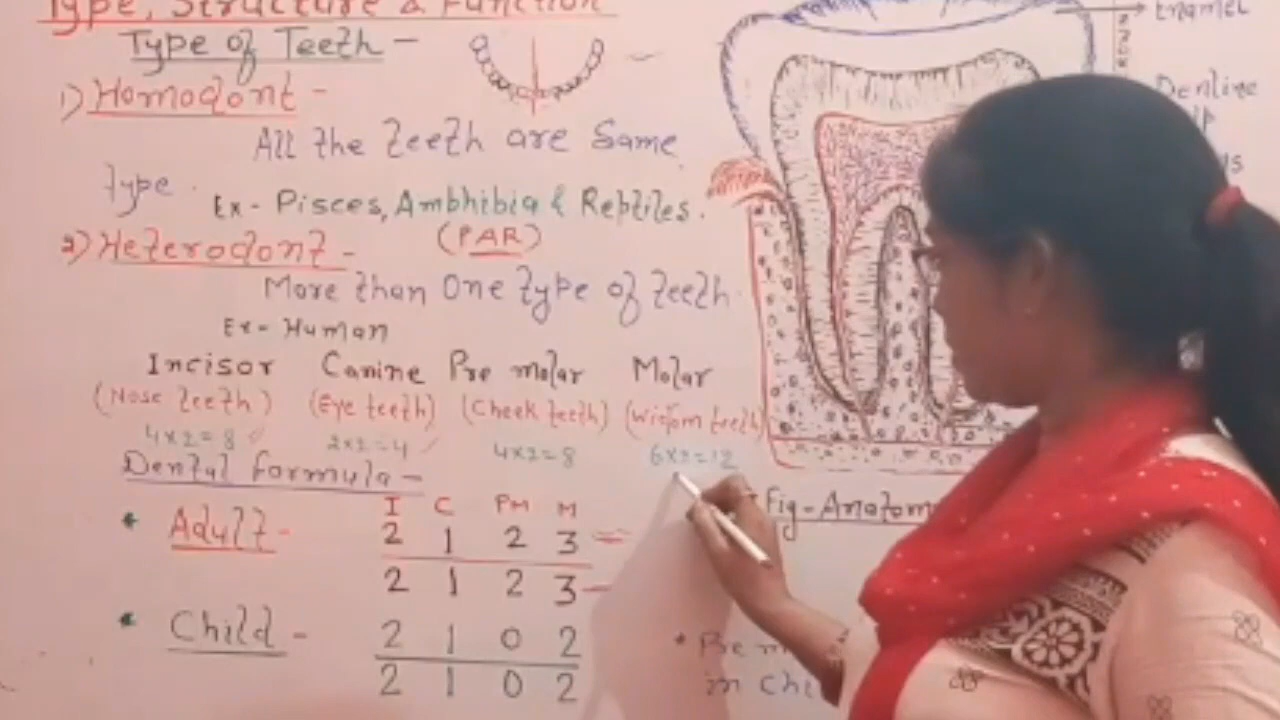 Type, Structure & Function
Type of Teeth -
1) Homodont -
All the teeth are Same
type.
Ex - Pisces, Ambhibia & Reptiles.
(PAR)
2) Heterodont -
More than One type of teeth.
Ex - Human
Incisor Canine Pre molar Molar
(Nose teeth) (Eye teeth) (Cheek teeth) (Wisdom teeth)
4x2=8 2x2=4 4x2=8 6x2=12
Dental formula -
I C PM M
* Adult - 2 1 2 3 =
2 1 2 3 -
* Child - 2 1 0 2
2 1 0 2
Enamel
Dentine
Fig - Anatom
* Pre m
in Chi